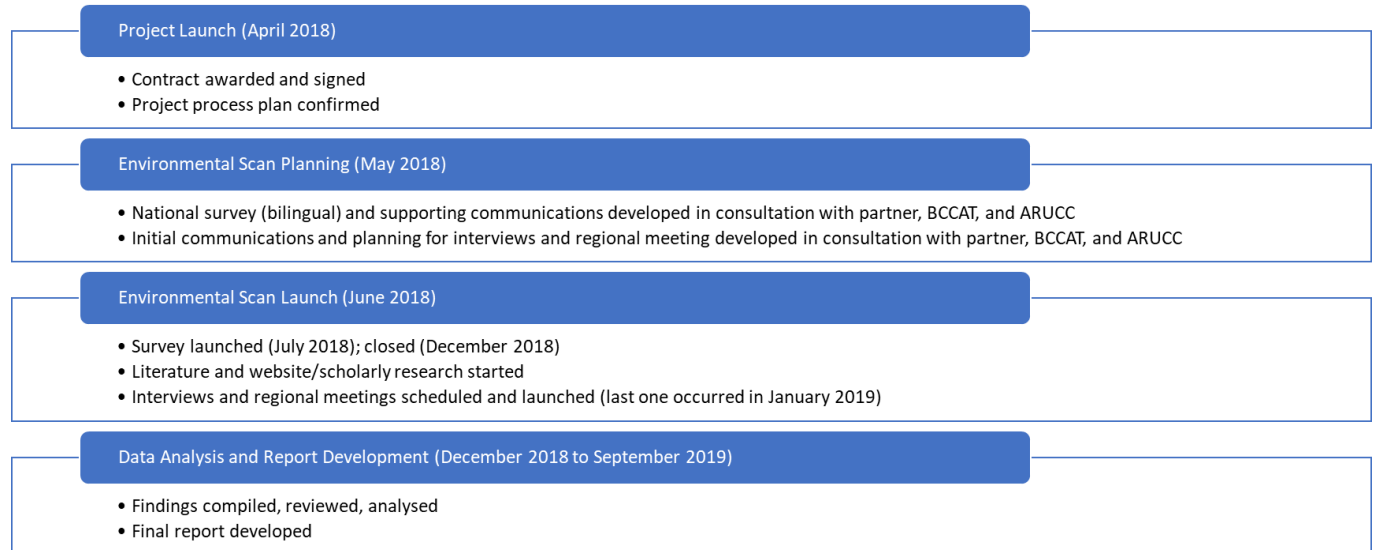 Project Launch (April 2018)
• Contract awarded and signed
• Project process plan confirmed
Environmental Scan Planning (May 2018)
• National survey (bilingual) and supporting communications developed in consultation with partner, BCCAT, and ARUCC
• Initial communications and planning for interviews and regional meeting developed in consultation with partner, BCCAT, and ARUCC
Environmental Scan Launch (June 2018)
• Survey launched (July 2018); closed (December 2018)
• Literature and website/scholarly research started
• Interviews and regional meetings scheduled and launched (last one occurred in January 2019)
Data Analysis and Report Development (December 2018 to September 2019)
• Findings compiled, reviewed, analysed
• Final report developed